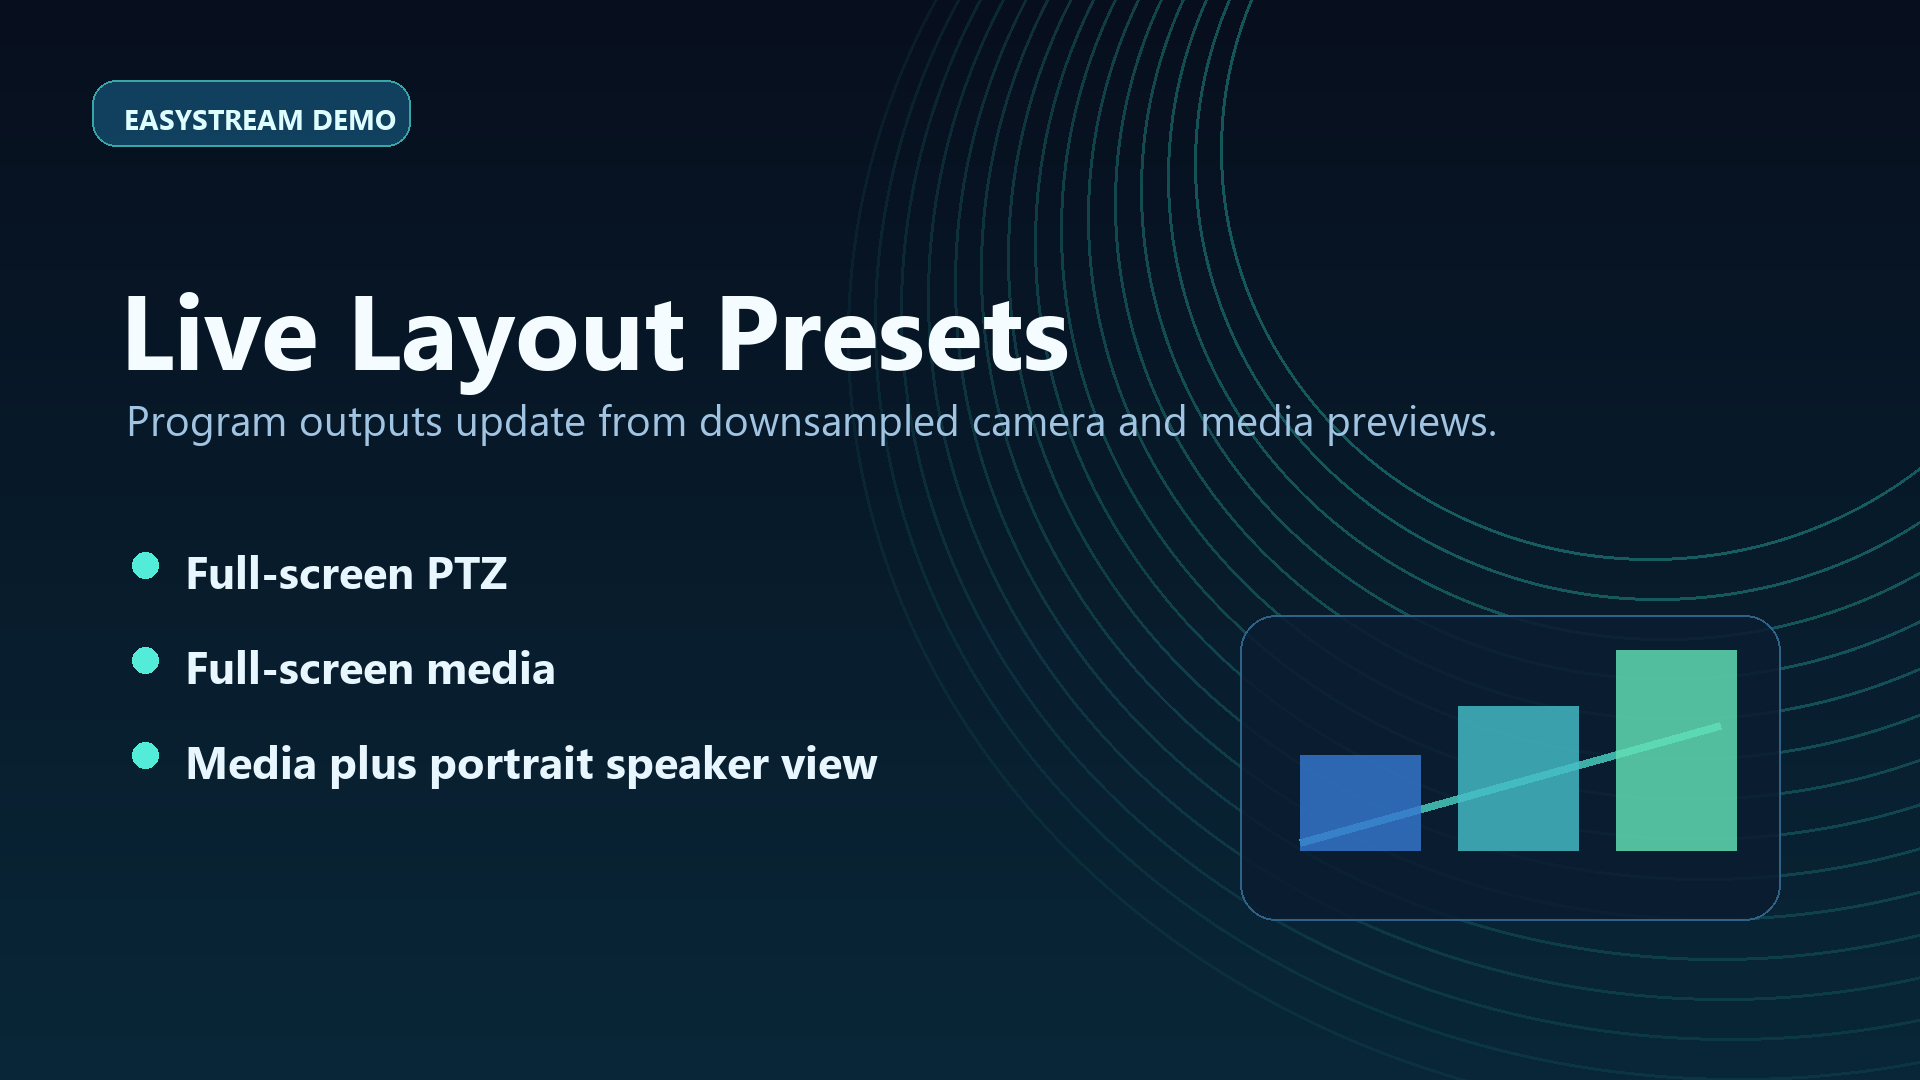 EASYSTREAM DEMO
Live Layout Presets
Program outputs update from downsampled camera and media previews.
Full-screen PTZ
Full-screen media
Media plus portrait speaker view